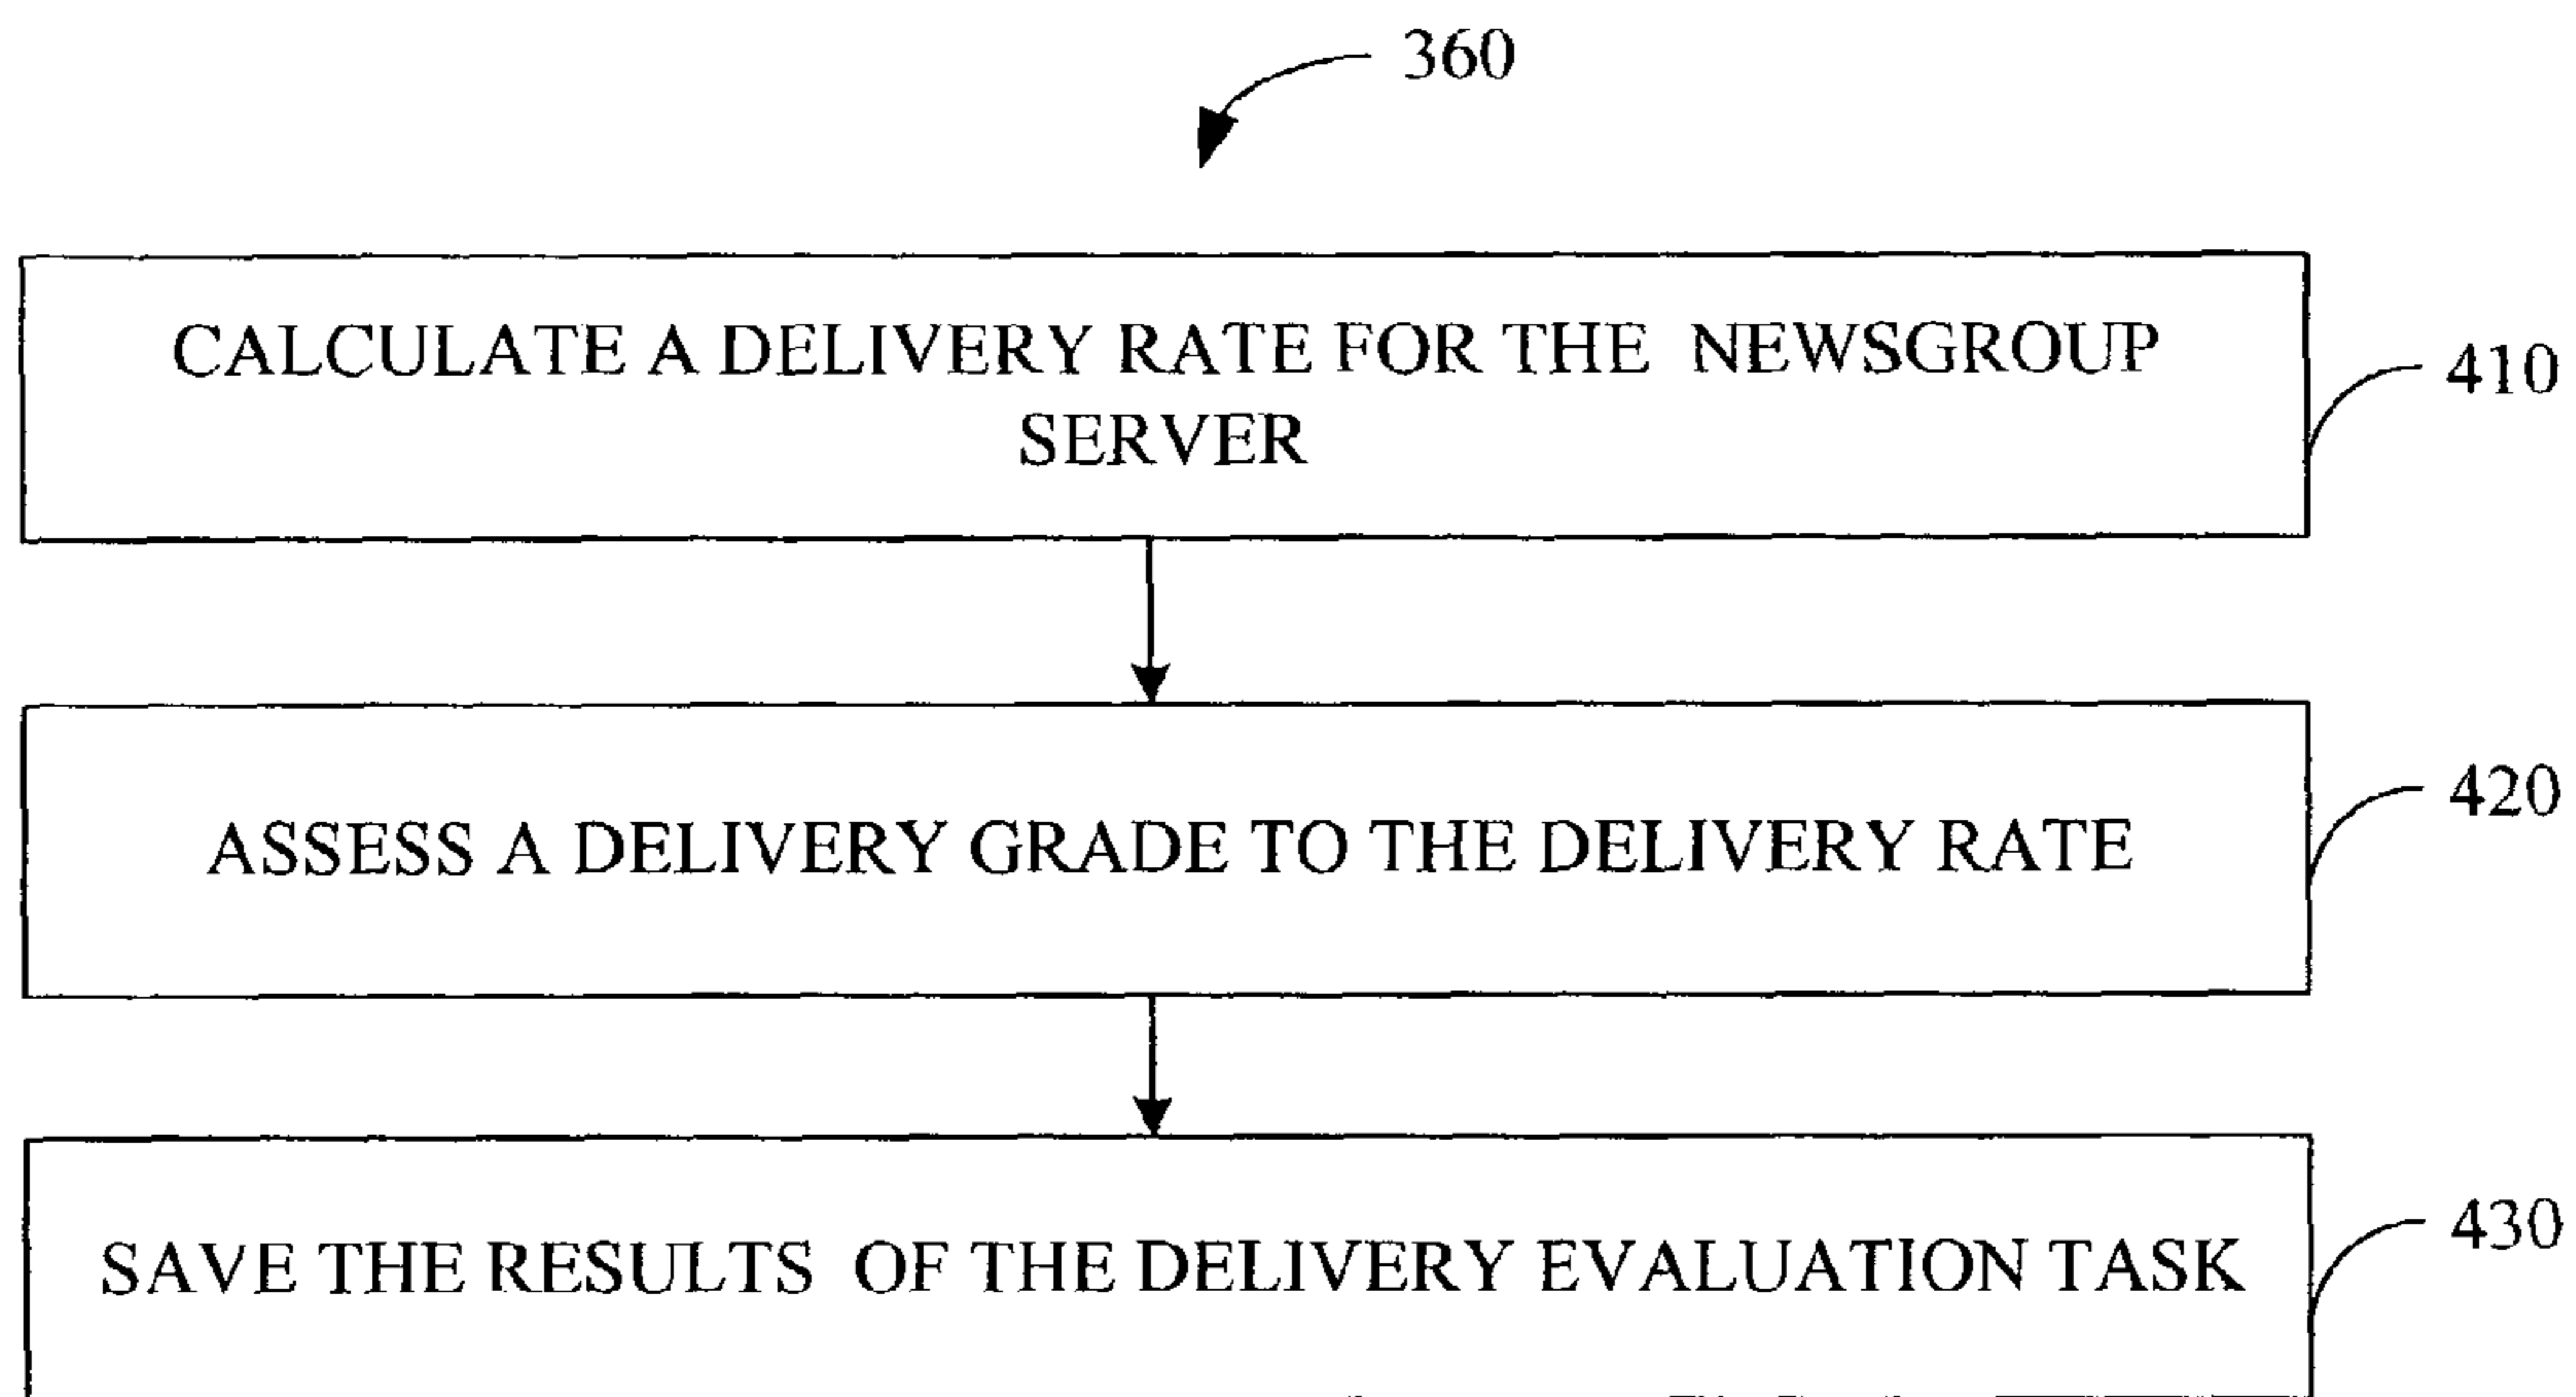 360
CALCULATE A DELIVERY RATE FOR THE NEWSGROUP
SERVER
410
ASSESS A DELIVERY GRADE TO THE DELIVERY RATE
420
SAVE THE RESULTS OF THE DELIVERY EVALUATION TASK
430